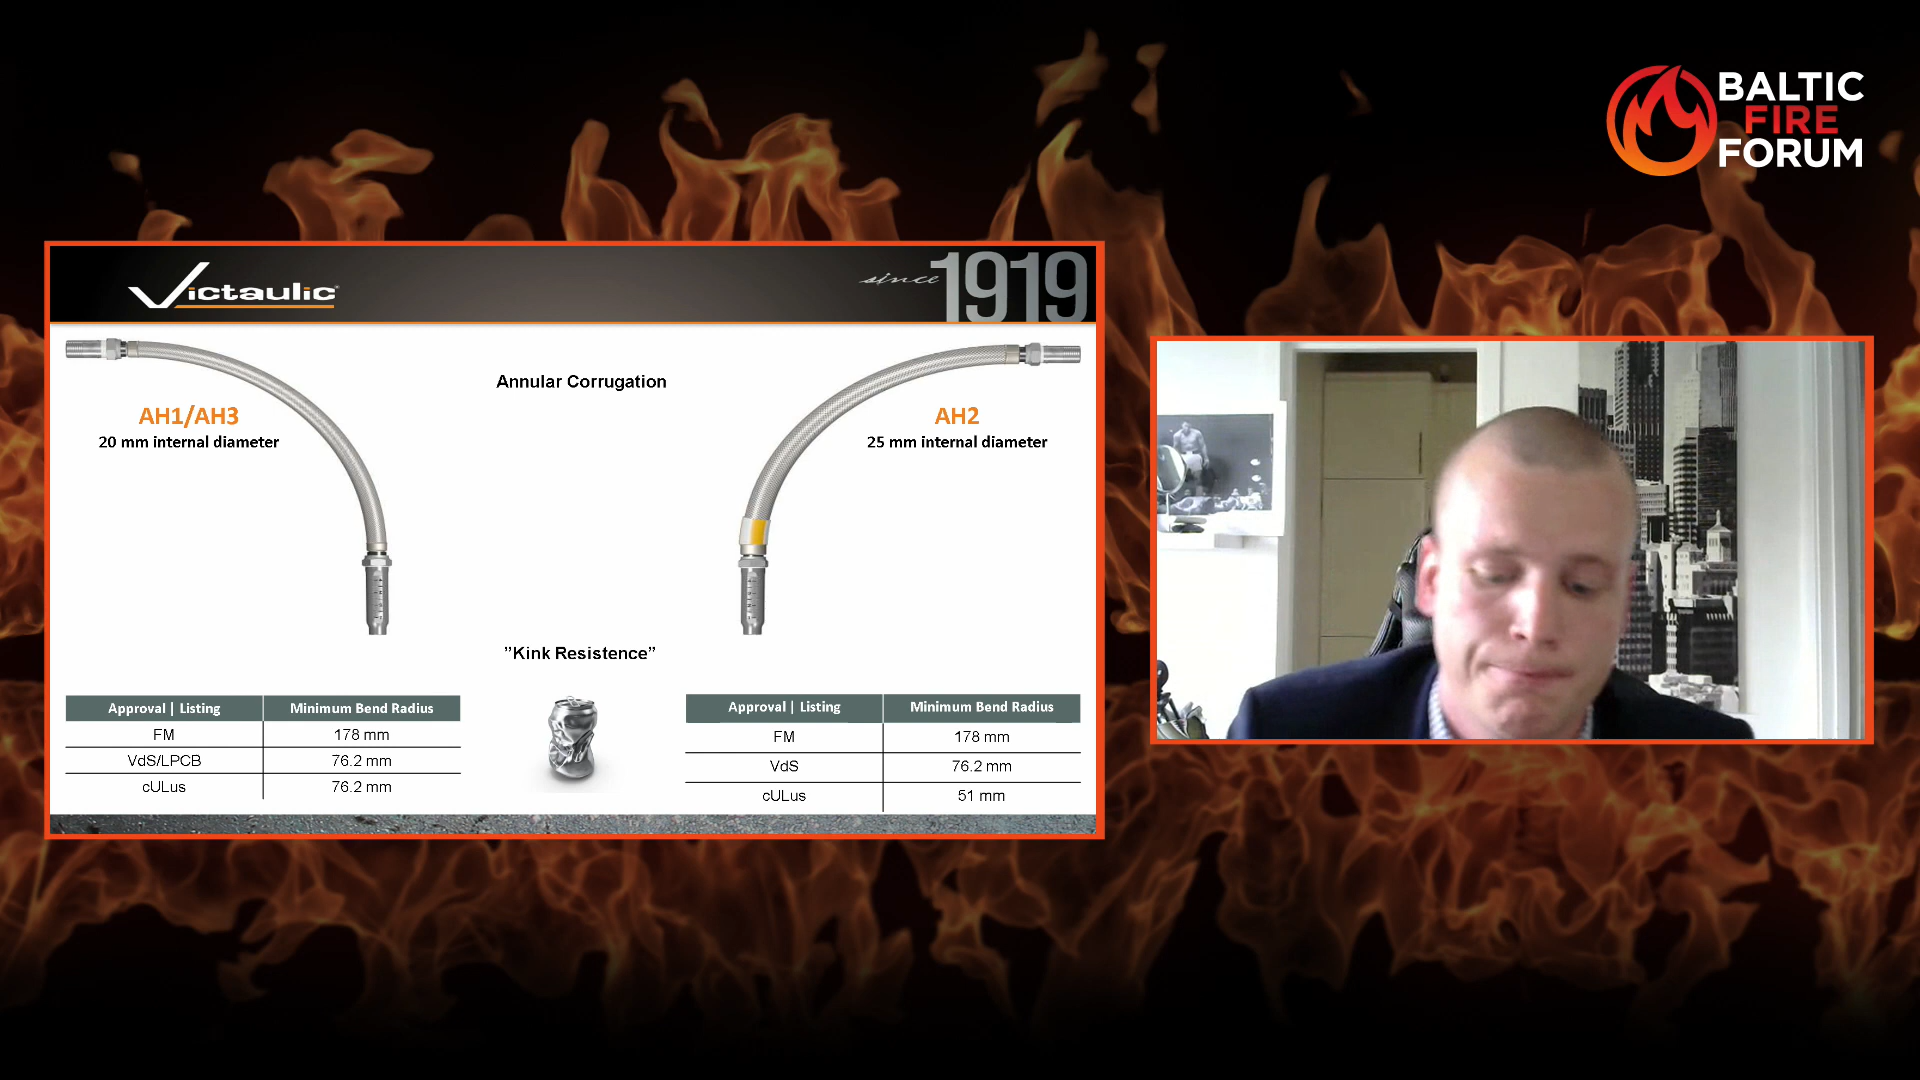 BALTIC
FIRE
FORUM
Victaulic
since 1919
Annular Corrugation
AH1/AH3
20 mm internal diameter
AH2
25 mm internal diameter
”Kink Resistence”
Approval | Listing Minimum Bend Radius
FM 178 mm
VdS/LPCB 76.2 mm
cULus 76.2 mm
Approval | Listing Minimum Bend Radius
FM 178 mm
VdS 76.2 mm
cULus 51 mm